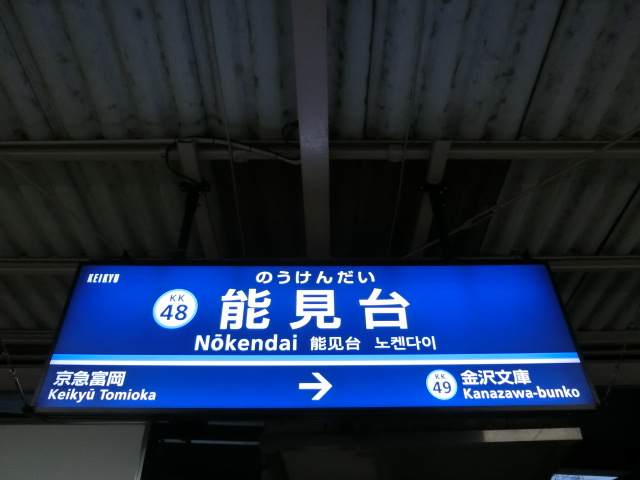 KEIKYU
のうけんだい
KK 48 能見台
Nōkendai 能见台 노켄다이
京急富岡 → KK 49 金沢文庫
Keikyū Tomioka Kanazawa-bunko